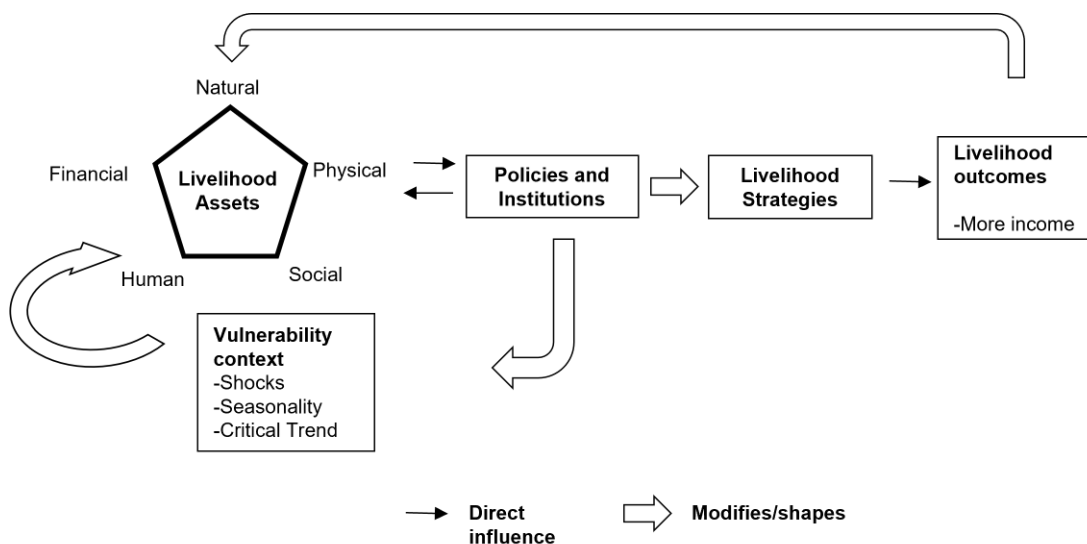 Natural
Financial
Livelihood
Assets
Physical
Human
Social
Policies and
Institutions
Livelihood
Strategies
Livelihood
outcomes
-More income
Vulnerability
context
-Shocks
-Seasonality
-Critical Trend
Direct
influence
Modifies/shapes